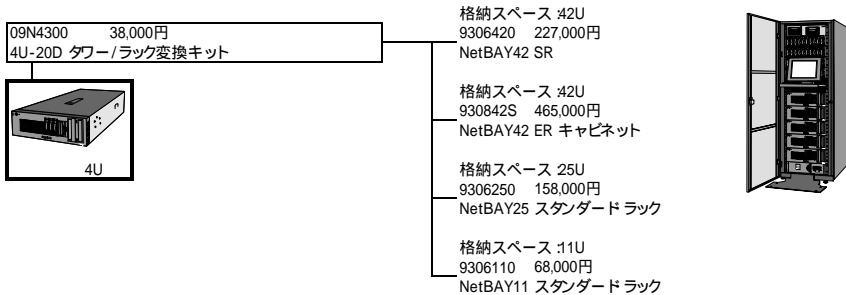 09N4300 38,000円
4U-20D タワー/ラック変換キット
4U
格納スペース:42U
9306420 227,000円
NetBAY42 SR
格納スペース:42U
930842S 465,000円
NetBAY42 ER キャビネット
格納スペース:25U
9306250 158,000円
NetBAY25 スタンダードラック
格納スペース:11U
9306110 68,000円
NetBAY11 スタンダードラック